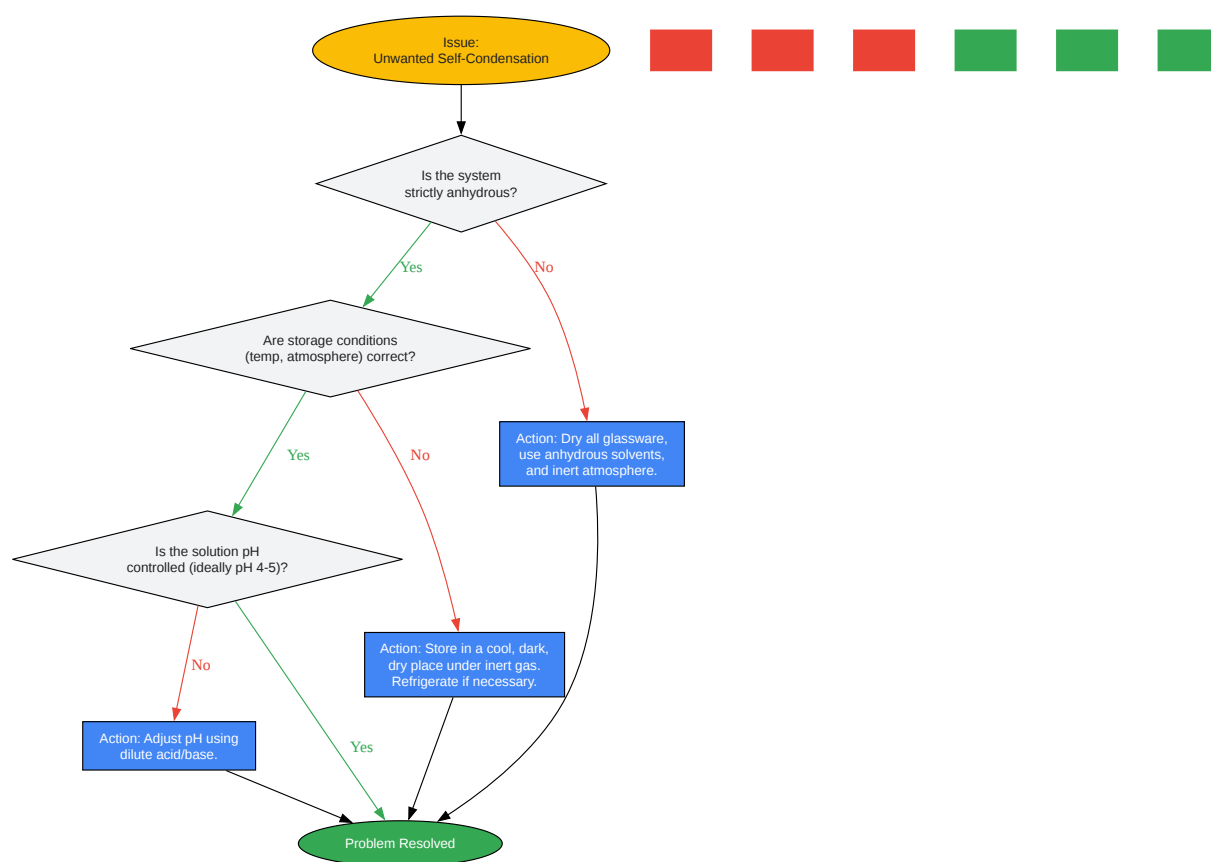 Issue:
Unwanted Self-Condensation
Is the system
strictly anhydrous?
Yes
No
Are storage conditions
(temp, atmosphere) correct?
Action: Dry all glassware,
use anhydrous solvents,
and inert atmosphere.
Yes
No
Is the solution pH
controlled (ideally pH 4-5)?
Action: Store in a cool, dark,
dry place under inert gas.
Refrigerate if necessary.
No
Yes
Action: Adjust pH using
dilute acid/base.
Problem Resolved